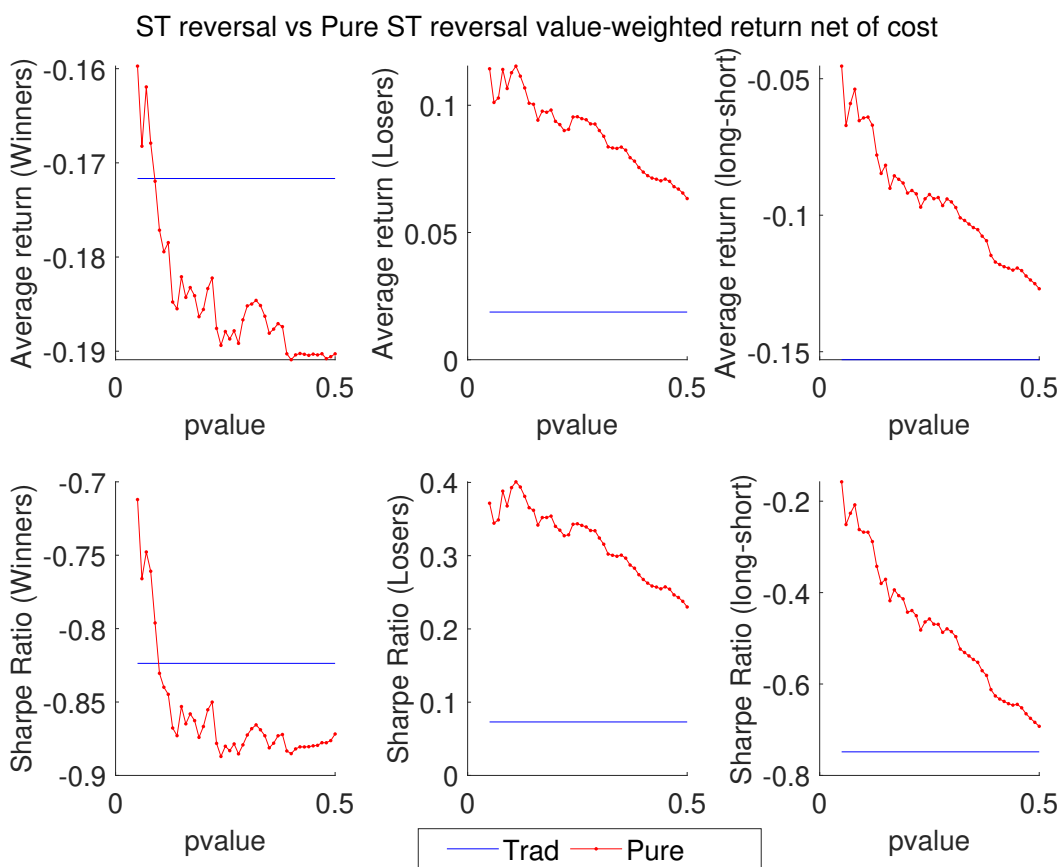 ST reversal vs Pure ST reversal value-weighted return net of cost
Average return (Winners)
-0.16
-0.17
-0.18
-0.19
0
0.5
pvalue
Average return (Losers)
0.1
0.05
0
0
0.5
pvalue
Average return (long-short)
-0.05
-0.1
-0.15
0
0.5
pvalue
Sharpe Ratio (Winners)
-0.7
-0.75
-0.8
-0.85
-0.9
0
0.5
pvalue
Sharpe Ratio (Losers)
0.4
0.3
0.2
0.1
0
0
0.5
pvalue
Sharpe Ratio (long-short)
-0.2
-0.4
-0.6
-0.8
0
0.5
pvalue
Trad
Pure